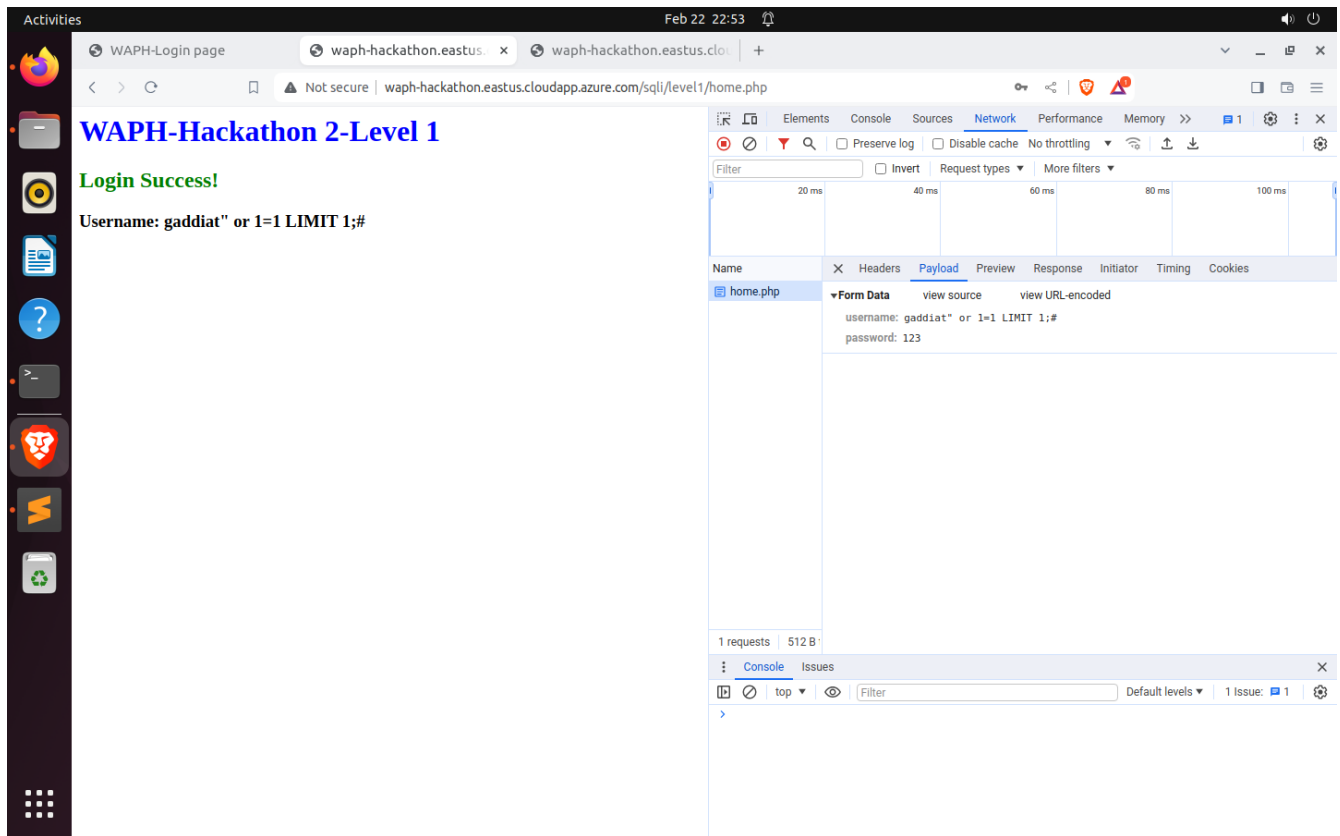 Activities
Feb 22 22:53
WAPH-Login page
waph-hackathon.eastus.
waph-hackathon.eastus.clou
Not secure
waph-hackathon.eastus.cloudapp.azure.com/sqli/level1/home.php
1
WAPH-Hackathon 2-Level 1
Login Success!
Username: gaddiat" or 1=1 LIMIT 1;#
Elements Console Sources Network Performance Memory 1
Preserve log Disable cache No throttling
Filter Invert Request types More filters
20 ms 40 ms 60 ms 80 ms 100 ms
Name
Headers Payload Preview Response Initiator Timing Cookies
home.php
Form Data view source view URL-encoded
username: gaddiat" or 1=1 LIMIT 1;#
password: 123
1 requests 512 B
Console Issues
top Filter Default levels 1 Issue: 1